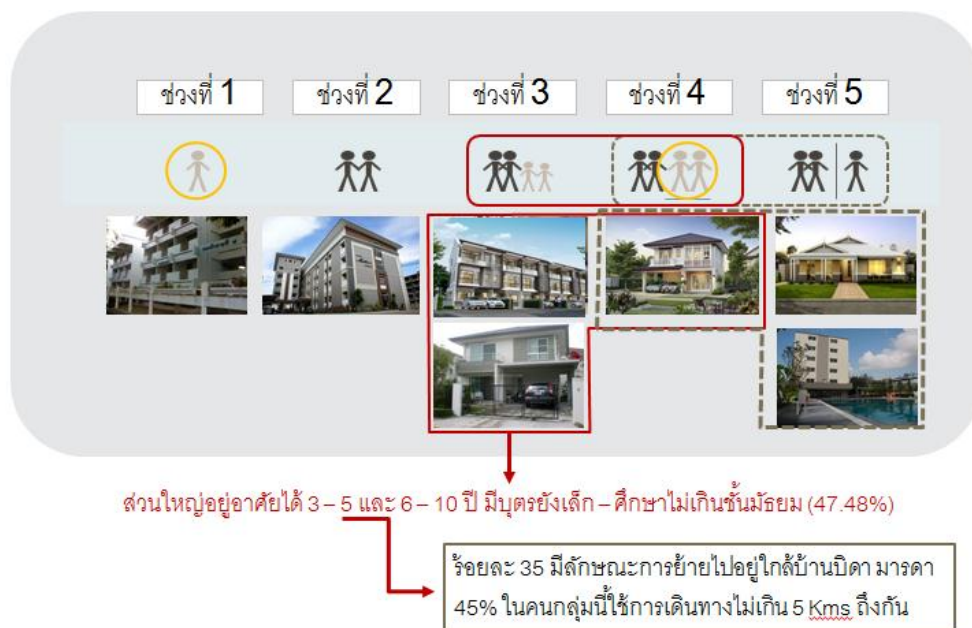 ช่วงที่ 1 ช่วงที่ 2 ช่วงที่ 3 ช่วงที่ 4 ช่วงที่ 5
ส่วนใหญ่อยู่อาศัยได้ 3 – 5 และ 6 – 10 ปี มีบุตรยังเล็ก – ศึกษาไม่เกินชั้นมัธยม (47.48%)
ร้อยละ 35 มีลักษณะการย้ายไปอยู่ใกล้บ้านบิดา มารดา
45% ในคนกลุ่มนี้ใช้การเดินทางไม่เกิน 5 Kms ถึงกัน